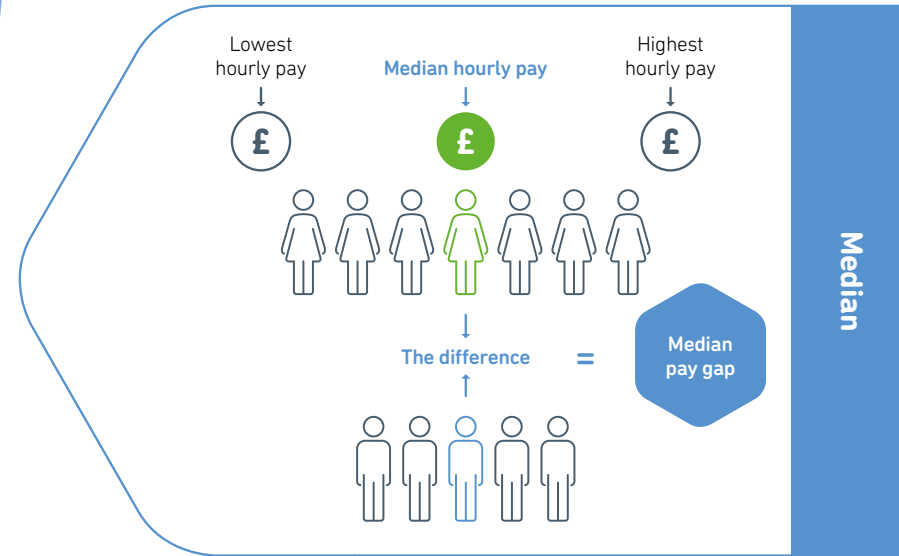 Lowest
hourly pay
Median hourly pay
Highest
hourly pay
£
£
£
The difference
=
Median
pay gap
Median